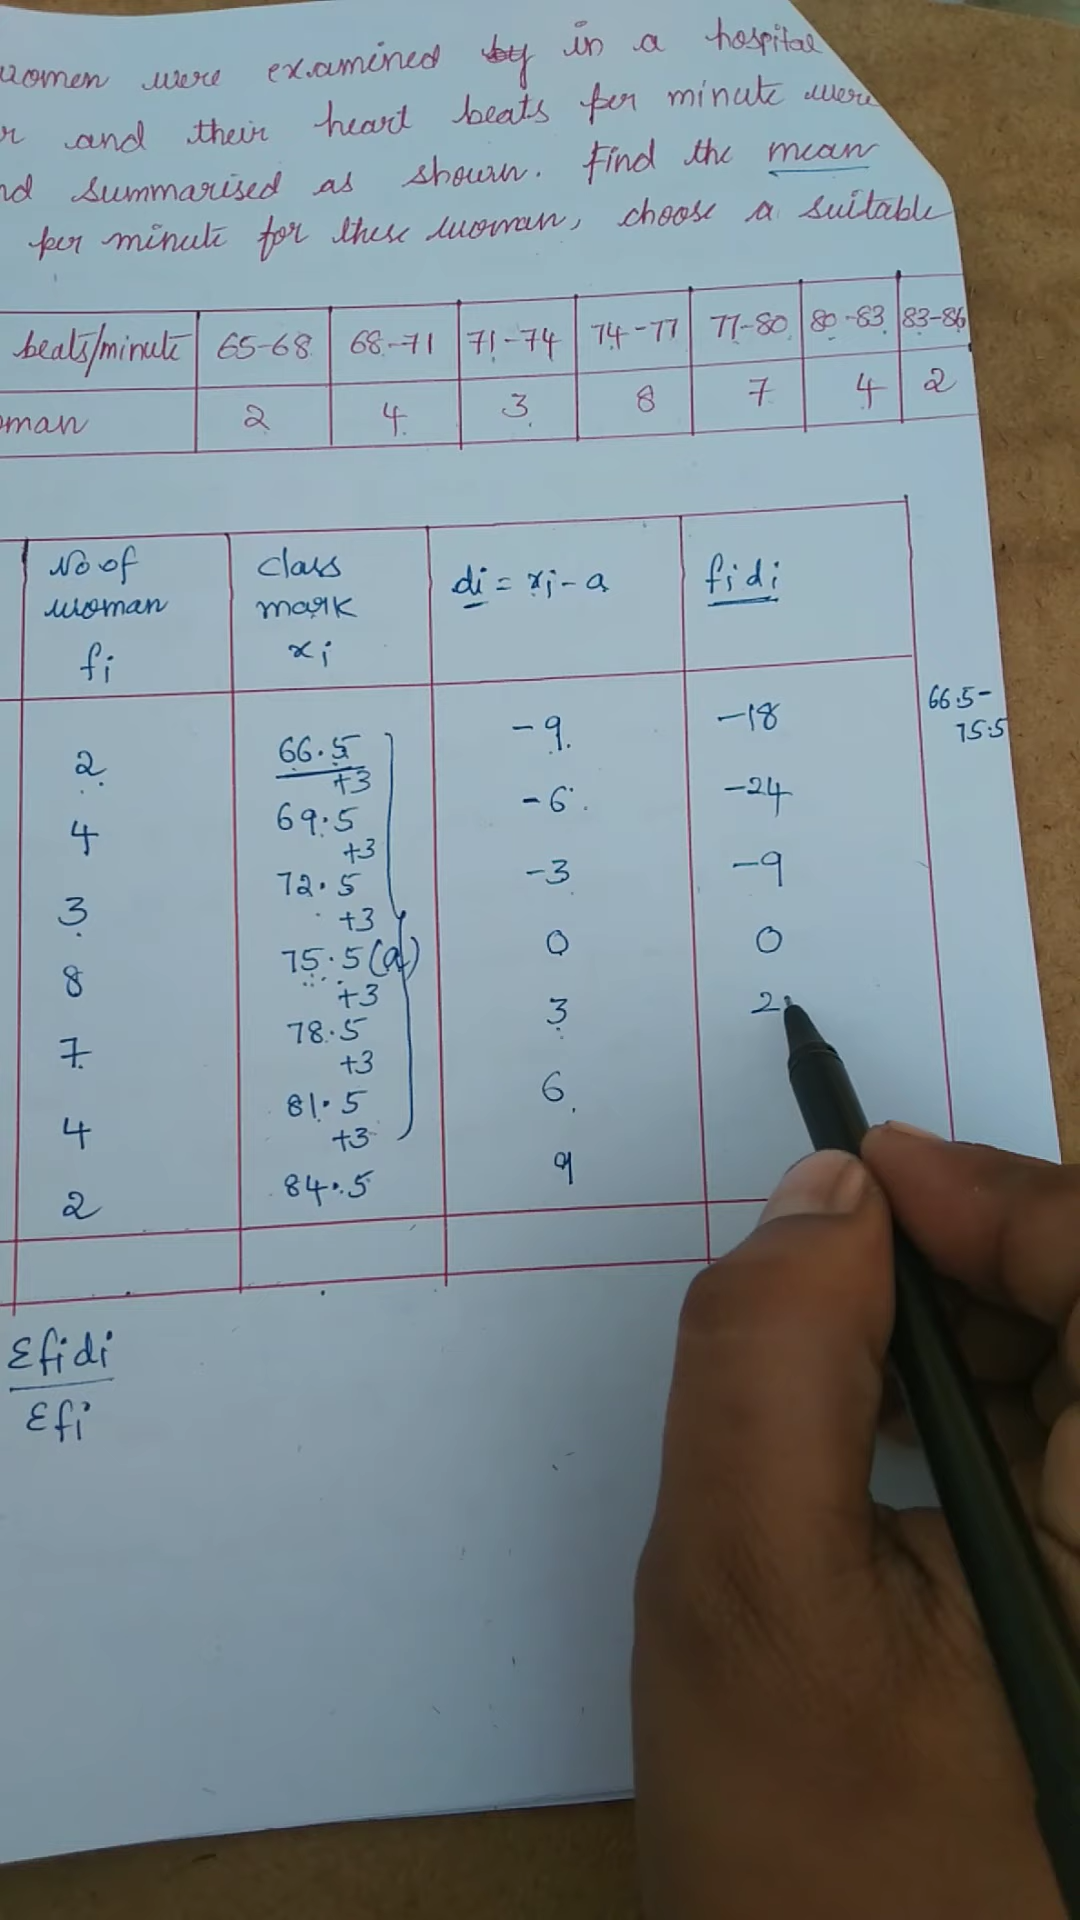 women were examined by in a hospital
and their heart beats per minute were
summarised as shown. Find the mean
per minute for these woman, choose a suitable
beats/minute 65-68 68-71 71-74 74-77 77-80 80-83 83-86
2 4 3 8 7 4 2
No of woman fi
class mark xi
di = xi - a
fidi
2 66.5 -9 -18
+3
4 69.5 -6 -24
+3
3 72.5 -3 -9
+3
8 75.5 (a) 0 0
+3
7 78.5 3 2
+3
4 81.5 6
+3
2 84.5 9
66.5-
75.5
Σfidi
Σfi